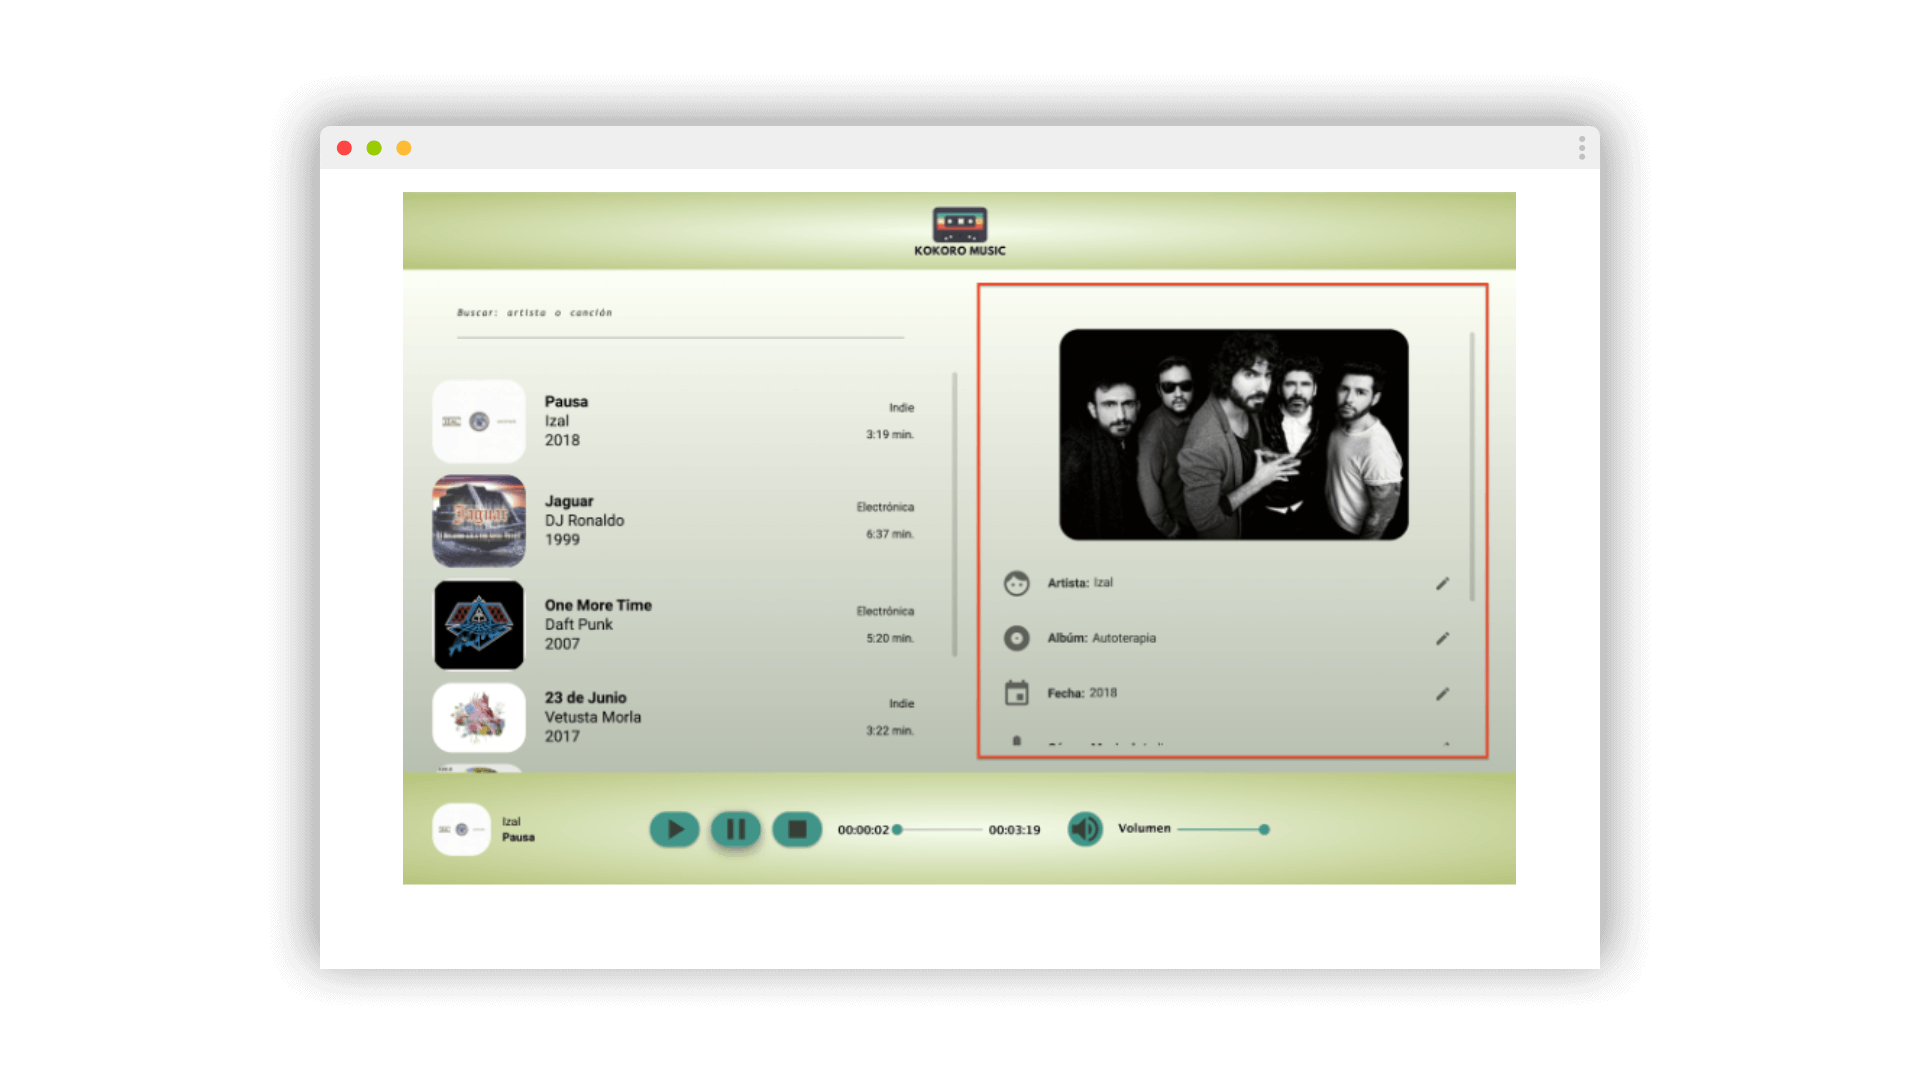 KOKORO MUSIC
Buscar: artista o canción
Pausa
Izal
2018
Indie
3:19 min.
Jaguar
Jaguar
DJ Ronaldo
1999
Electrónica
6:37 min.
One More Time
Daft Punk
2007
Electrónica
5:20 min.
23 de Junio
Vetusta Morla
2017
Indie
3:22 min.
Artista: Izal
Albúm: Autoterapia
Fecha: 2018
Izal
Pausa
00:00:02
00:03:19
Volumen